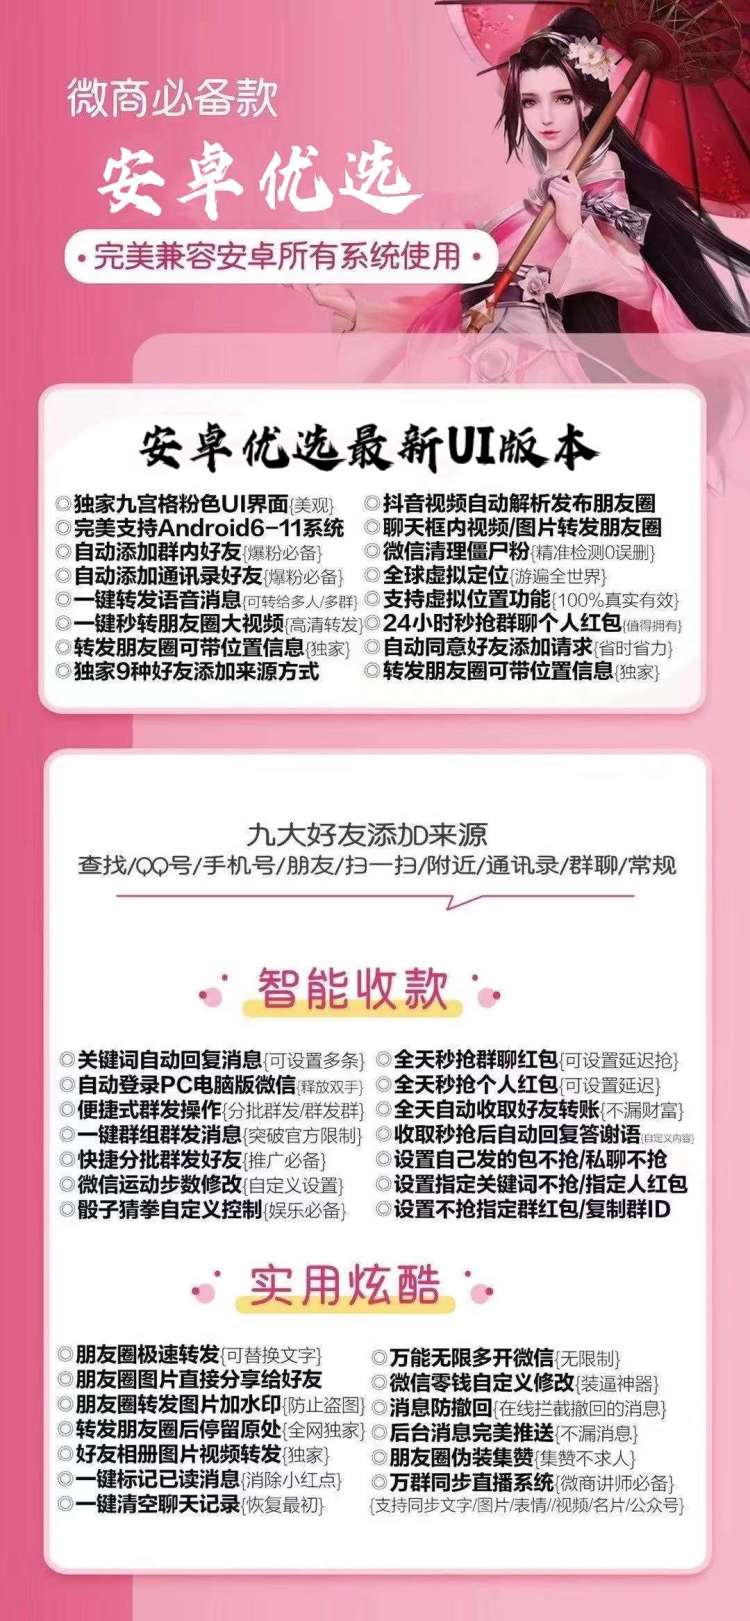 微商必备款
安卓优选
•完美兼容安卓所有系统使用•
安卓优选最新UI版本
◎独家九宫格粉色UI界面{美观}
◎完美支持Android6-11系统
◎自动添加群内好友{爆粉必备}
◎自动添加通讯录好友{爆粉必备}
◎一键转发语音消息{可转给多人/多群}
◎一键秒转朋友圈大视频{高清转发}
◎转发朋友圈可带位置信息{独家}
◎独家9种好友添加来源方式
◎抖音视频自动解析发布朋友圈
◎聊天框内视频/图片转发朋友圈
◎微信清理僵尸粉{精准检测0误删}
◎全球虚拟定位{游遍全世界}
◎支持虚拟位置功能{100%真实有效}
◎24小时秒抢群聊个人红包{值得拥有}
◎自动同意好友添加请求{省时省力}
◎转发朋友圈可带位置信息{独家}
九大好友添加来源
查找/QQ号/手机号/朋友/扫一扫/附近/通讯录/群聊/常规
智能收款
◎关键词自动回复消息{可设置多条}
◎自动登录PC电脑版微信{释放双手}
◎便捷式群发操作{分批群发/群发群}
◎一键群组群发消息{突破官方限制}
◎快捷分批群发好友{推广必备}
◎微信运动步数修改{自定义设置}
◎骰子猜拳自定义控制{娱乐必备}
◎全天秒抢群聊红包{可设置延迟抢}
◎全天秒抢个人红包{可设置延迟}
◎全天自动收取好友转账{不漏财富}
◎收取秒抢后自动回复答谢语{自定义内容}
◎设置自己发的包不抢/私聊不抢
◎设置指定关键词不抢/指定人红包
◎设置不抢指定群红包/复制群ID
实用炫酷
◎朋友圈极速转发{可替换文字}
◎朋友圈图片直接分享给好友
◎朋友圈转发图片加水印{防止盗图}
◎转发朋友圈后停留原处{全网独家}
◎好友相册图片视频转发{独家}
◎一键标记已读消息{消除小红点}
◎一键清空聊天记录{恢复最初}
◎万能无限多开微信{无限制}
◎微信零钱自定义修改{装逼神器}
◎消息防撤回{在线拦截撤回的消息}
◎后台消息完美推送{不漏消息}
◎朋友圈伪装集赞{集赞不求人}
◎万群同步直播系统{微商讲师必备}
{支持同步文字/图片/表情//视频/名片/公众号}